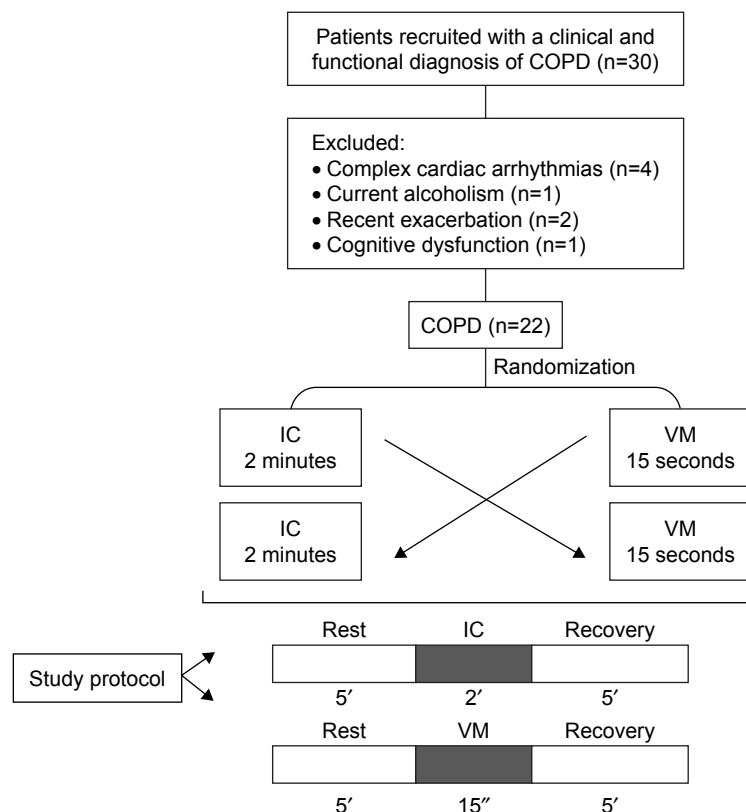 Patients recruited with a clinical and
functional diagnosis of COPD (n=30)
Excluded:
• Complex cardiac arrhythmias (n=4)
• Current alcoholism (n=1)
• Recent exacerbation (n=2)
• Cognitive dysfunction (n=1)
COPD (n=22)
Randomization
IC
2 minutes
VM
15 seconds
IC
2 minutes
VM
15 seconds
Study protocol
Rest IC Recovery
5′ 2′ 5′
Rest VM Recovery
5′ 15″ 5′